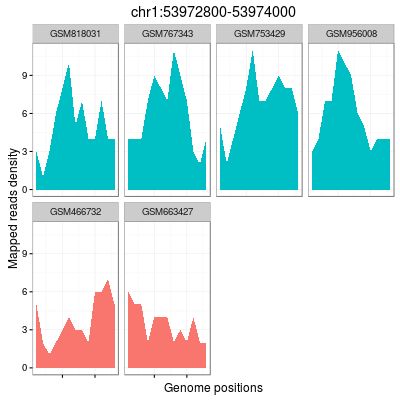 chr1:53972800-53974000
GSM818031 GSM767343 GSM753429 GSM956008
9
6
3
0
GSM466732 GSM663427
9
6
3
0
Mapped reads density
Genome positions